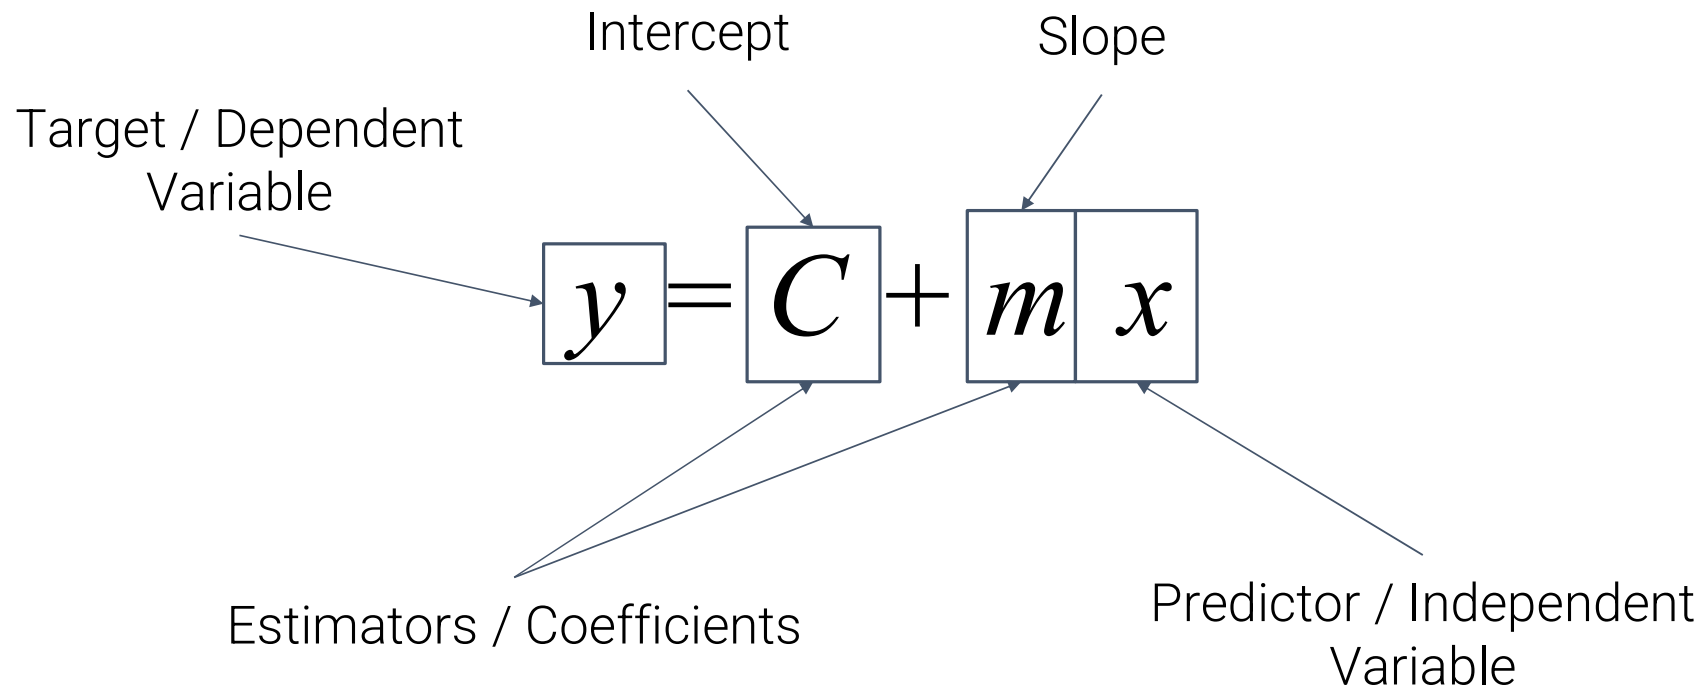 Intercept
Slope
Target / Dependent
Variable
y = C + m x
Estimators / Coefficients
Predictor / Independent
Variable